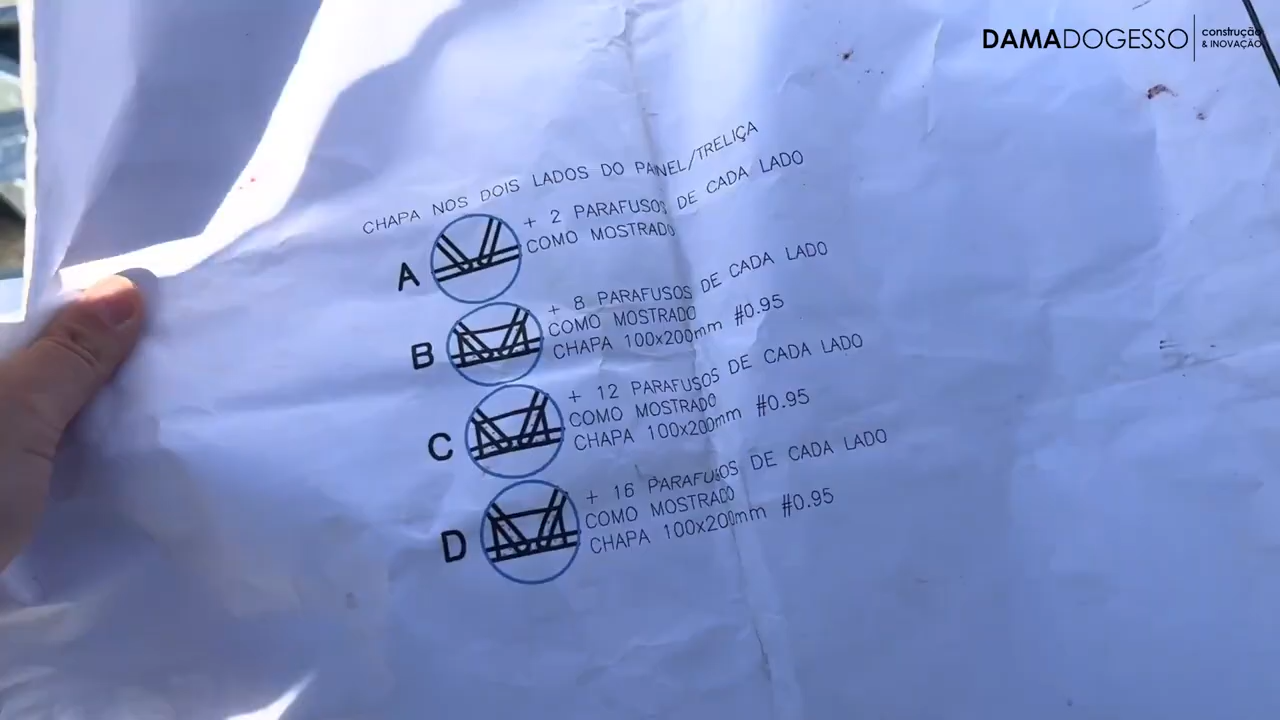 DAMADOGESSO
construção
& INOVAÇÃO
CHAPA NOS DOIS LADOS DO PAINEL/TRELIÇA
A
+ 2 PARAFUSOS DE CADA LADO
COMO MOSTRADO
B
+ 8 PARAFUSOS DE CADA LADO
COMO MOSTRADO
CHAPA 100x200mm #0.95
C
+ 12 PARAFUSOS DE CADA LADO
COMO MOSTRADO
CHAPA 100x200mm #0.95
D
+ 16 PARAFUSOS DE CADA LADO
COMO MOSTRADO
CHAPA 100x200mm #0.95